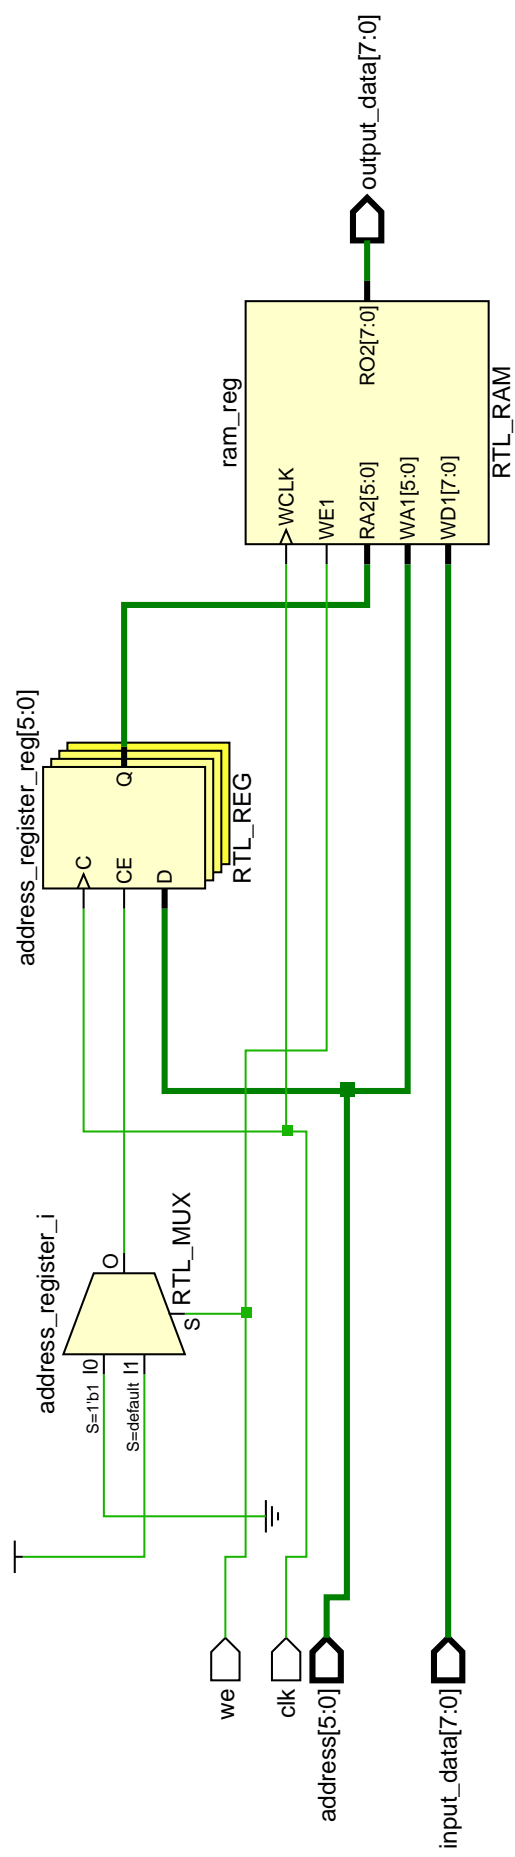 we
clk
address[5:0]
input_data[7:0]
address_register_i
S=1'b1
I0
S=default
I1
O
S
RTL_MUX
address_register_reg[5:0]
C
CE
D
Q
RTL_REG
ram_reg
WCLK
WE1
RA2[5:0]
WA1[5:0]
WD1[7:0]
RO2[7:0]
RTL_RAM
output_data[7:0]